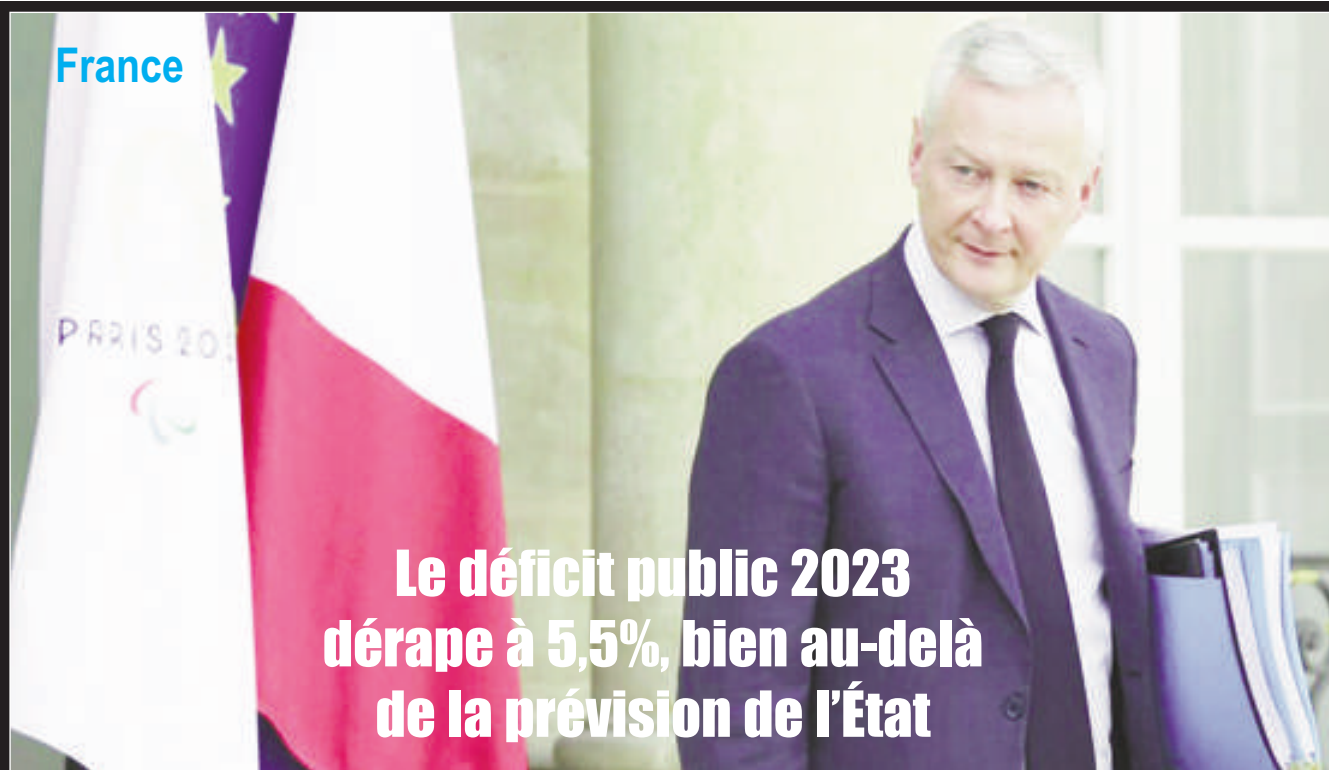 France
PARIS 20
Le déficit public 2023
dérape à 5,5%, bien au-delà
de la prévision de l’État